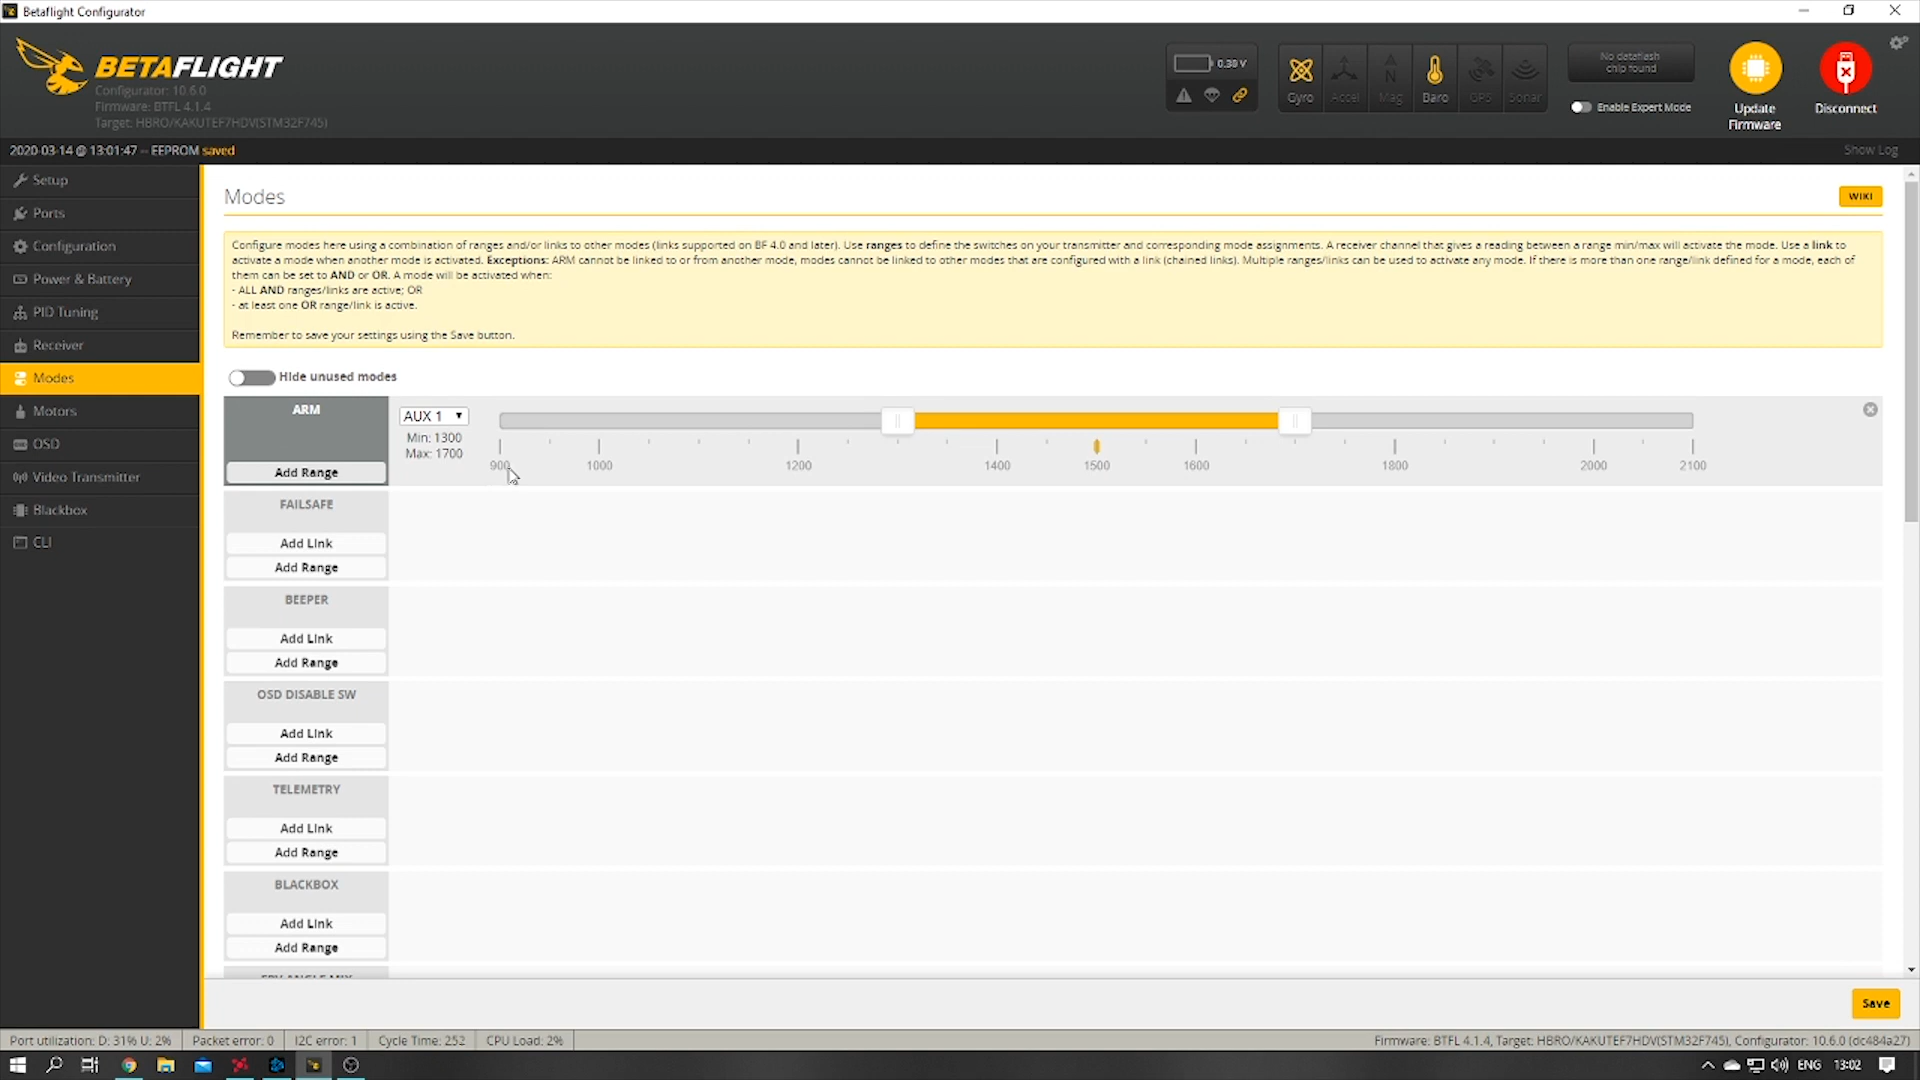 Betaflight Configurator
BETAFLIGHT
Configurator: 10.6.0
Firmware: BTFL 4.1.4
Target: HBRO/KAKUTEF7HDV(STM32F745)
0.30 V
Gyro
Accel
Mag
Baro
GPS
Sonar
No dataflash
chip found
Enable Expert Mode
Update
Firmware
Disconnect
2020-03-14 @ 13:01:47 -- EEPROM saved
Show Log
Setup
Ports
Configuration
Power & Battery
PID Tuning
Receiver
Modes
Motors
OSD
Video Transmitter
Blackbox
CLI
Modes
WIKI
Configure modes here using a combination of ranges and/or links to other modes (links supported on BF 4.0 and later). Use ranges to define the switches on your transmitter and corresponding mode assignments. A receiver channel that gives a reading between a range min/max will activate the mode. Use a link to
activate a mode when another mode is activated. Exceptions: ARM cannot be linked to or from another mode, modes cannot be linked to other modes that are configured with a link (chained links). Multiple ranges/links can be used to activate any mode. If there is more than one range/link defined for a mode, each of
them can be set to AND or OR. A mode will be activated when:
- ALL AND ranges/links are active; OR
- at least one OR range/link is active.
Remember to save your settings using the Save button.
Hide unused modes
ARM
Add Range
AUX 1
Min: 1300
Max: 1700
900
1000
1200
1400
1500
1600
1800
2000
2100
FAILSAFE
Add Link
Add Range
BEEPER
Add Link
Add Range
OSD DISABLE SW
Add Link
Add Range
TELEMETRY
Add Link
Add Range
BLACKBOX
Add Link
Add Range
FPV ANGLE MIX
Save
Port utilization: D: 31% U: 2%
Packet error: 0
I2C error: 1
Cycle Time: 252
CPU Load: 2%
Firmware: BTFL 4.1.4, Target: HBRO/KAKUTEF7HDV(STM32F745), Configurator: 10.6.0 (dc484a27)
ENG
13:02